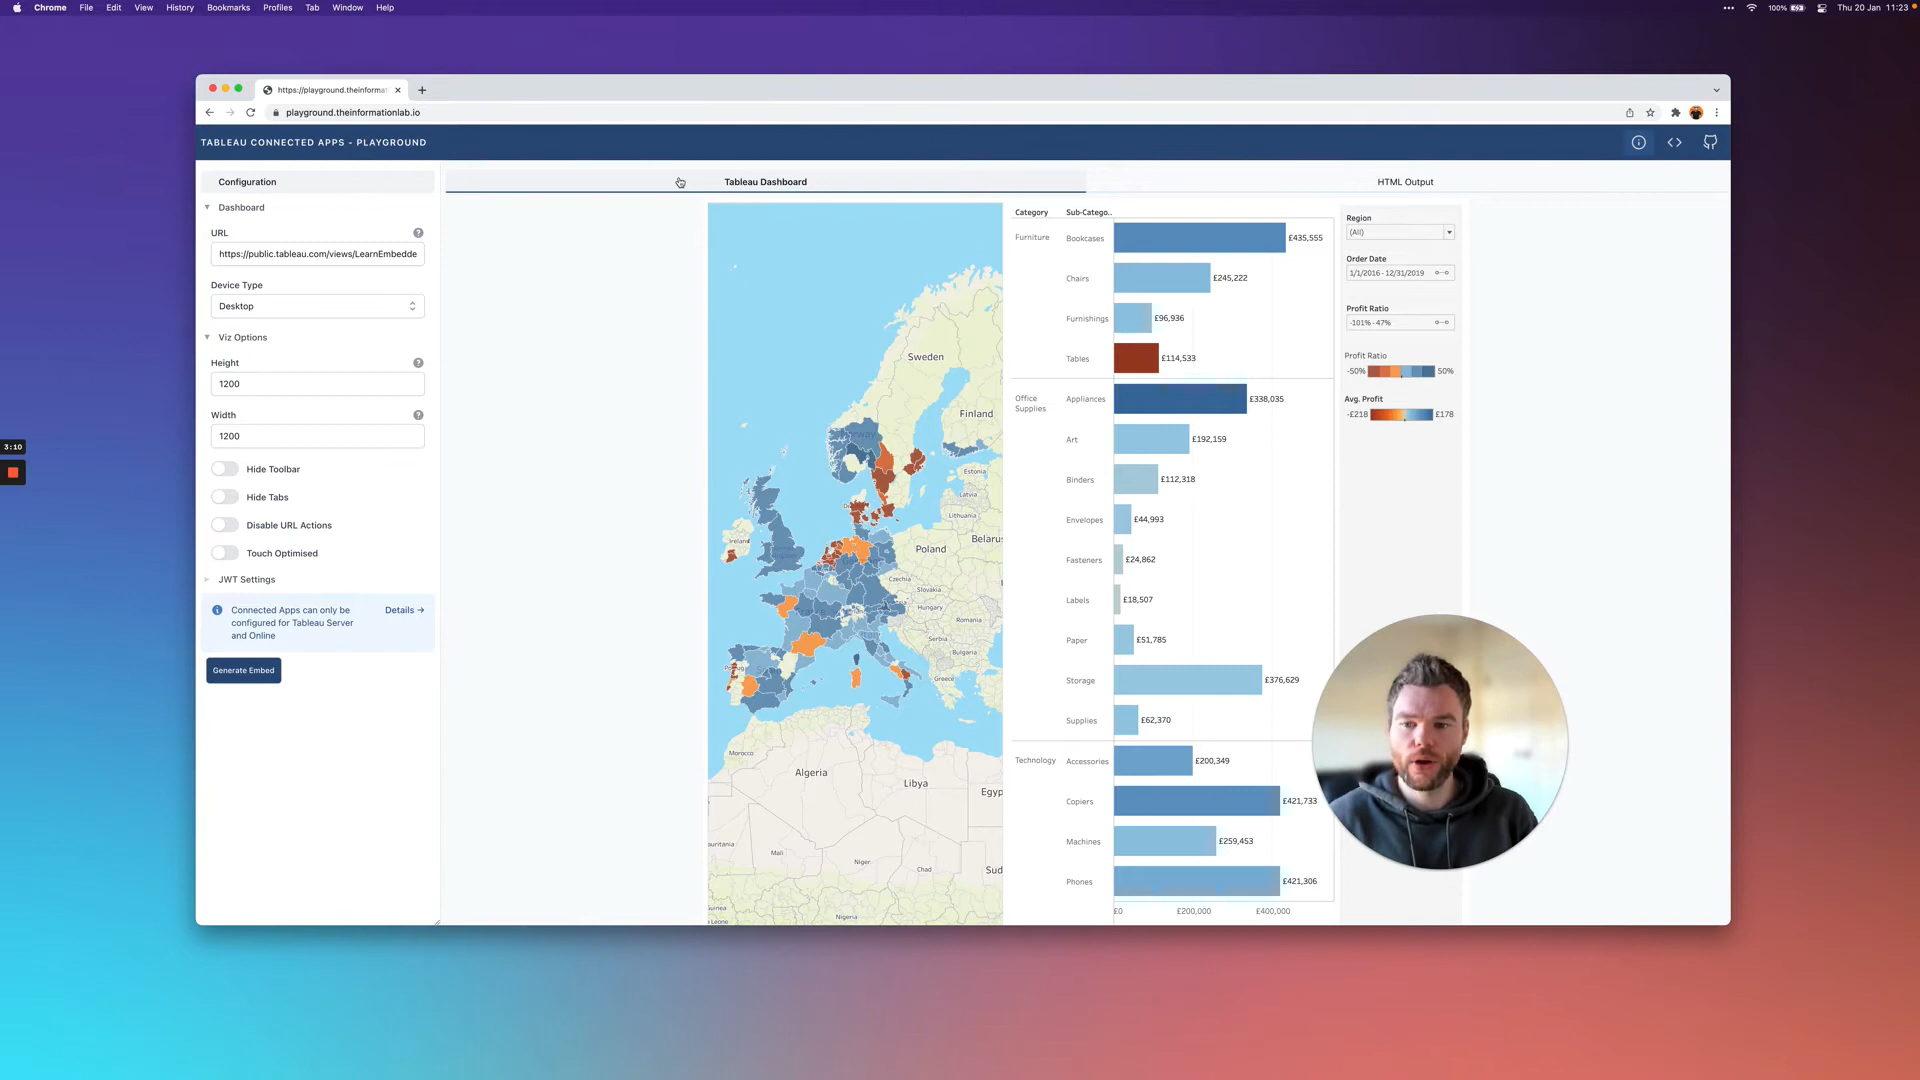 Chrome File Edit View History Bookmarks Profiles Tab Window Help
100% Thu 20 Jan 11:23
https://playground.theinformat
playground.theinformationlab.io
TABLEAU CONNECTED APPS - PLAYGROUND
Configuration
Tableau Dashboard
HTML Output
Dashboard
URL
https://public.tableau.com/views/LearnEmbedde
Device Type
Desktop
Viz Options
Height
1200
Width
1200
Hide Toolbar
Hide Tabs
Disable URL Actions
Touch Optimised
JWT Settings
Connected Apps can only be
configured for Tableau Server
and Online
Details →
Generate Embed
3:10
Sweden
Finland
Norway
Estonia
Latvia
Lithuania
Belarus
Ireland
Poland
Czechia
Slovakia
Hungary
Romania
Serbia
Bulgaria
Greece
Morocco
Algeria
Libya
Egyp
auritania
Mali
Niger
Chad
Sud
Nigeria
Category Sub-Catego..
Furniture Bookcases £435,555
Chairs £245,222
Furnishings £96,936
Tables £114,533
Office
Supplies
Appliances £338,035
Art £192,159
Binders £112,318
Envelopes £44,993
Fasteners £24,862
Labels £18,507
Paper £51,785
Storage £376,629
Supplies £62,370
Technology Accessories £200,349
Copiers £421,733
Machines £259,453
Phones £421,306
£0 £200,000 £400,000
Region
(All)
Order Date
1/1/2016 - 12/31/2019
Profit Ratio
-101% - 47%
Profit Ratio
-50% 50%
Avg. Profit
-£218 £178